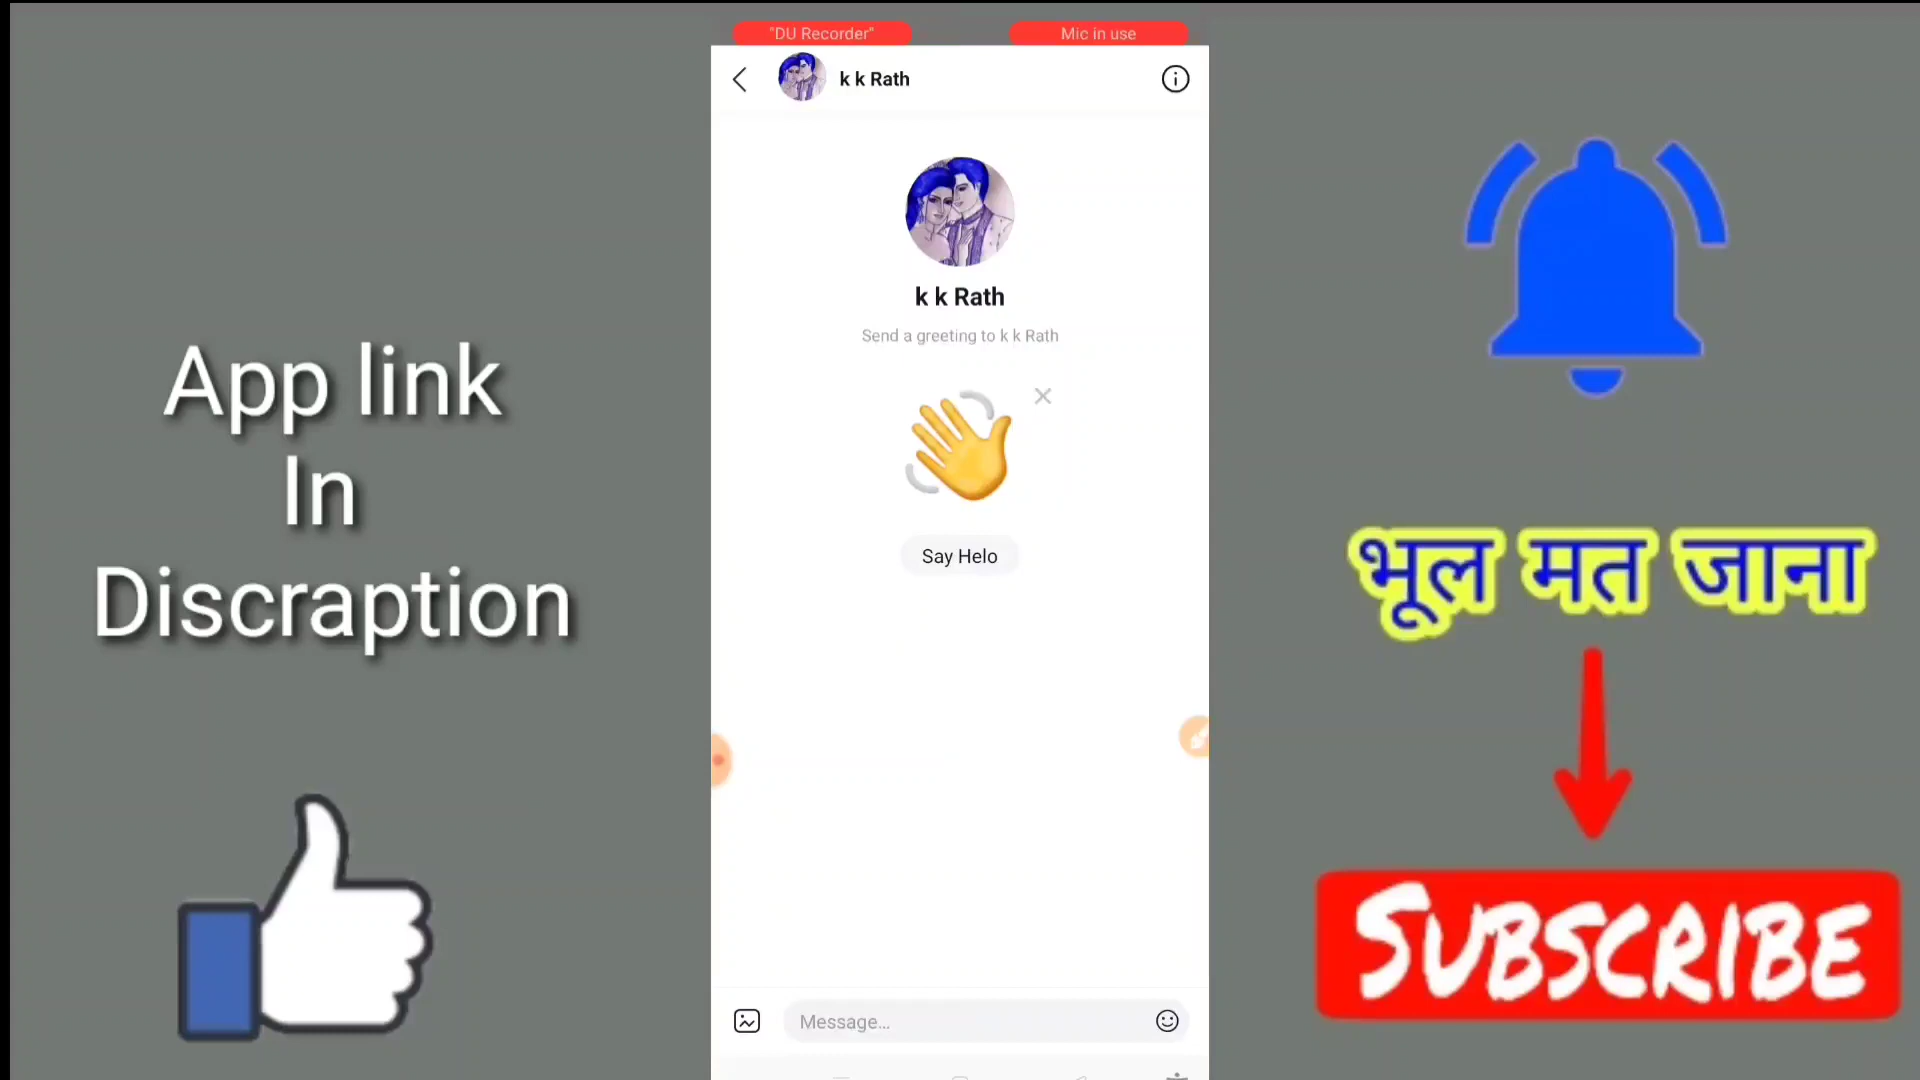 "DU Recorder"
Mic in use
k k Rath
k k Rath
Send a greeting to k k Rath
Say Helo
Message...
App link
In
Discraption
भूल मत जाना
SUBSCRIBE